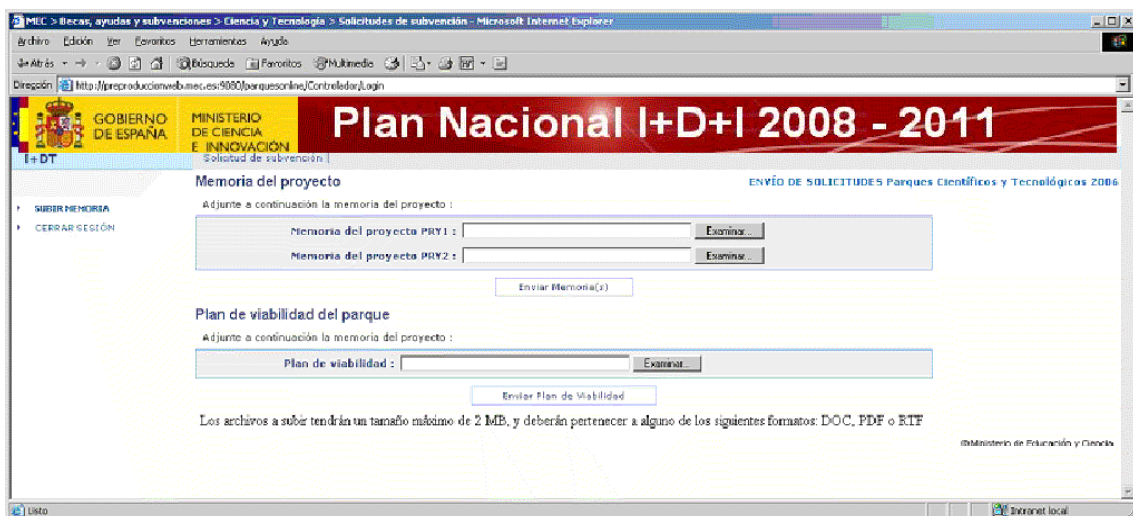 MEC > Becas, ayudas y subvenciones > Ciencia y Tecnología > Solicitudes de subvención - Microsoft Internet Explorer
Archivo Edición Ver Favoritos Herramientas Ayuda
Atrás Búsqueda Favoritos Multimedia
Dirección http://preproduccionweb.mec.es:9080/parquesonline/Controlador/Login
GOBIERNO DE ESPAÑA
MINISTERIO DE CIENCIA E INNOVACIÓN
Plan Nacional I+D+I 2008 - 2011
I+DT Solicitud de subvención |
Memoria del proyecto ENVÍO DE SOLICITUDES Parques Científicos y Tecnológicos 2006
SUBIR MEMORIA
CERRAR SESIÓN
Adjunte a continuación la memoria del proyecto :
Memoria del proyecto PRY1 : Examinar...
Memoria del proyecto PRY2 : Examinar...
Enviar Memoria(s)
Plan de viabilidad del parque
Adjunte a continuación la memoria del proyecto :
Plan de viabilidad : Examinar...
Enviar Plan de Viabilidad
Los archivos a subir tendrán un tamaño máximo de 2 MB, y deberán pertenecer a alguno de los siguientes formatos: DOC, PDF o RTF
©Ministerio de Educación y Ciencia
Listo Intranet local